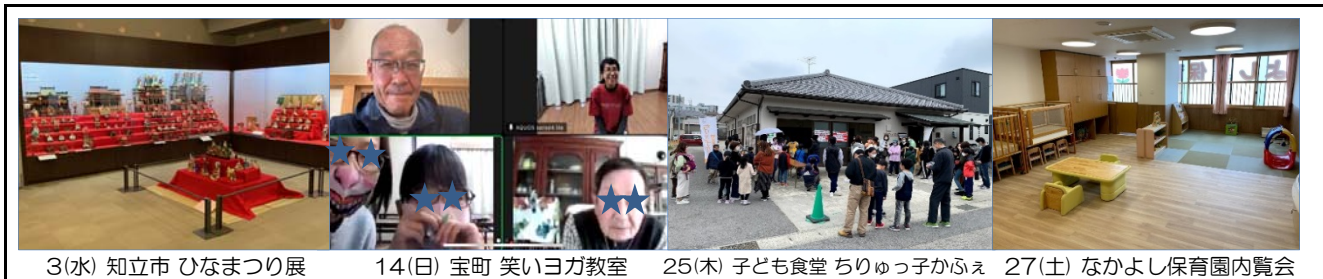 3(水) 知立市 ひなまつり展
14(日) 宝町 笑いヨガ教室
25(木) 子ども食堂 ちりゅっ子かふぇ
27(土) なかよし保育園内覧会